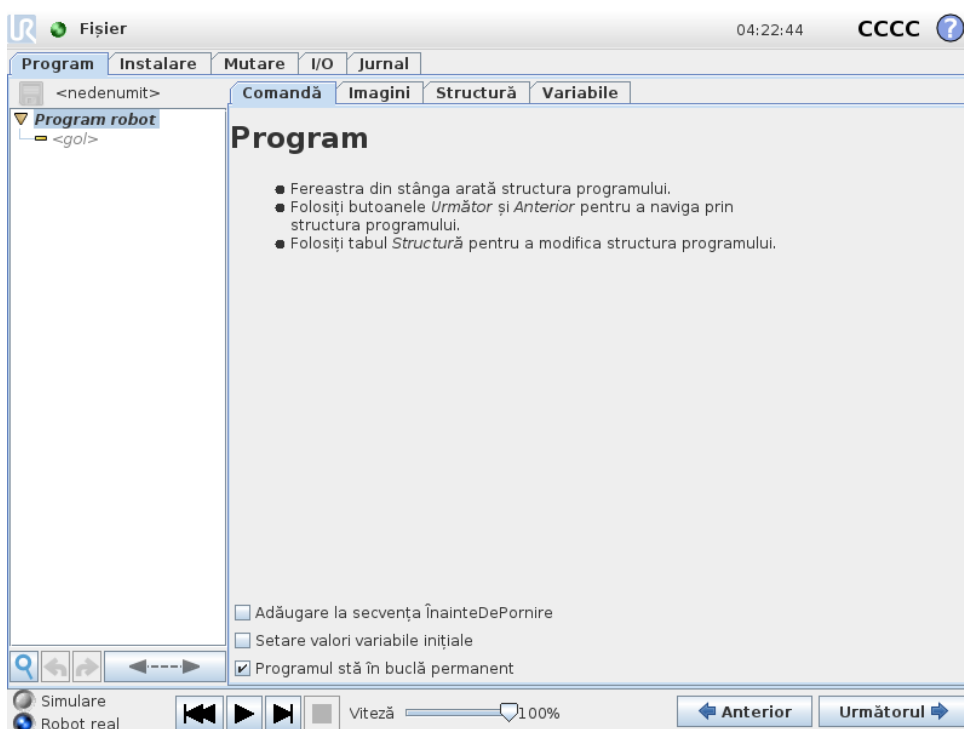 UR Fișier 04:22:44 CCCC ?
Program Instalare Mutare I/O Jurnal
<nedenumit> Comandă Imagini Structură Variabile
Program robot
<gol>
Program
Fereastra din stânga arată structura programului.
Folosiți butoanele Următor și Anterior pentru a naviga prin
structura programului.
Folosiți tabul Structură pentru a modifica structura programului.
Adăugare la secvența ÎnainteDePornire
Setare valori variabile inițiale
Programul stă în buclă permanent
Simulare
Robot real
Viteză 100% Anterior Următorul